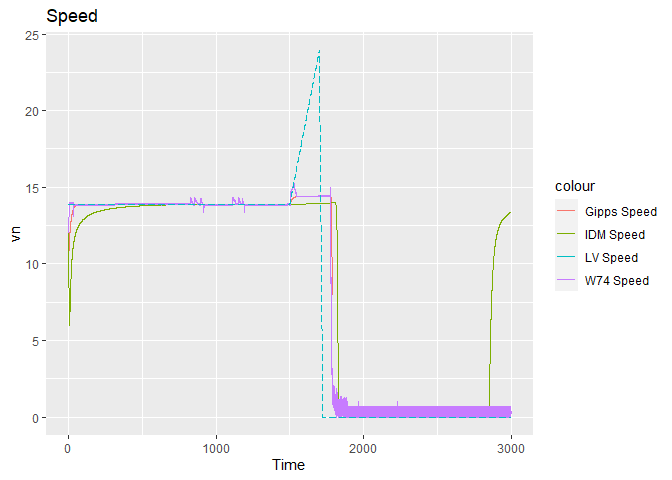 Speed
25
20
15
10
5
0
vn
0
1000
2000
3000
Time
colour
Gipps Speed
IDM Speed
LV Speed
W74 Speed